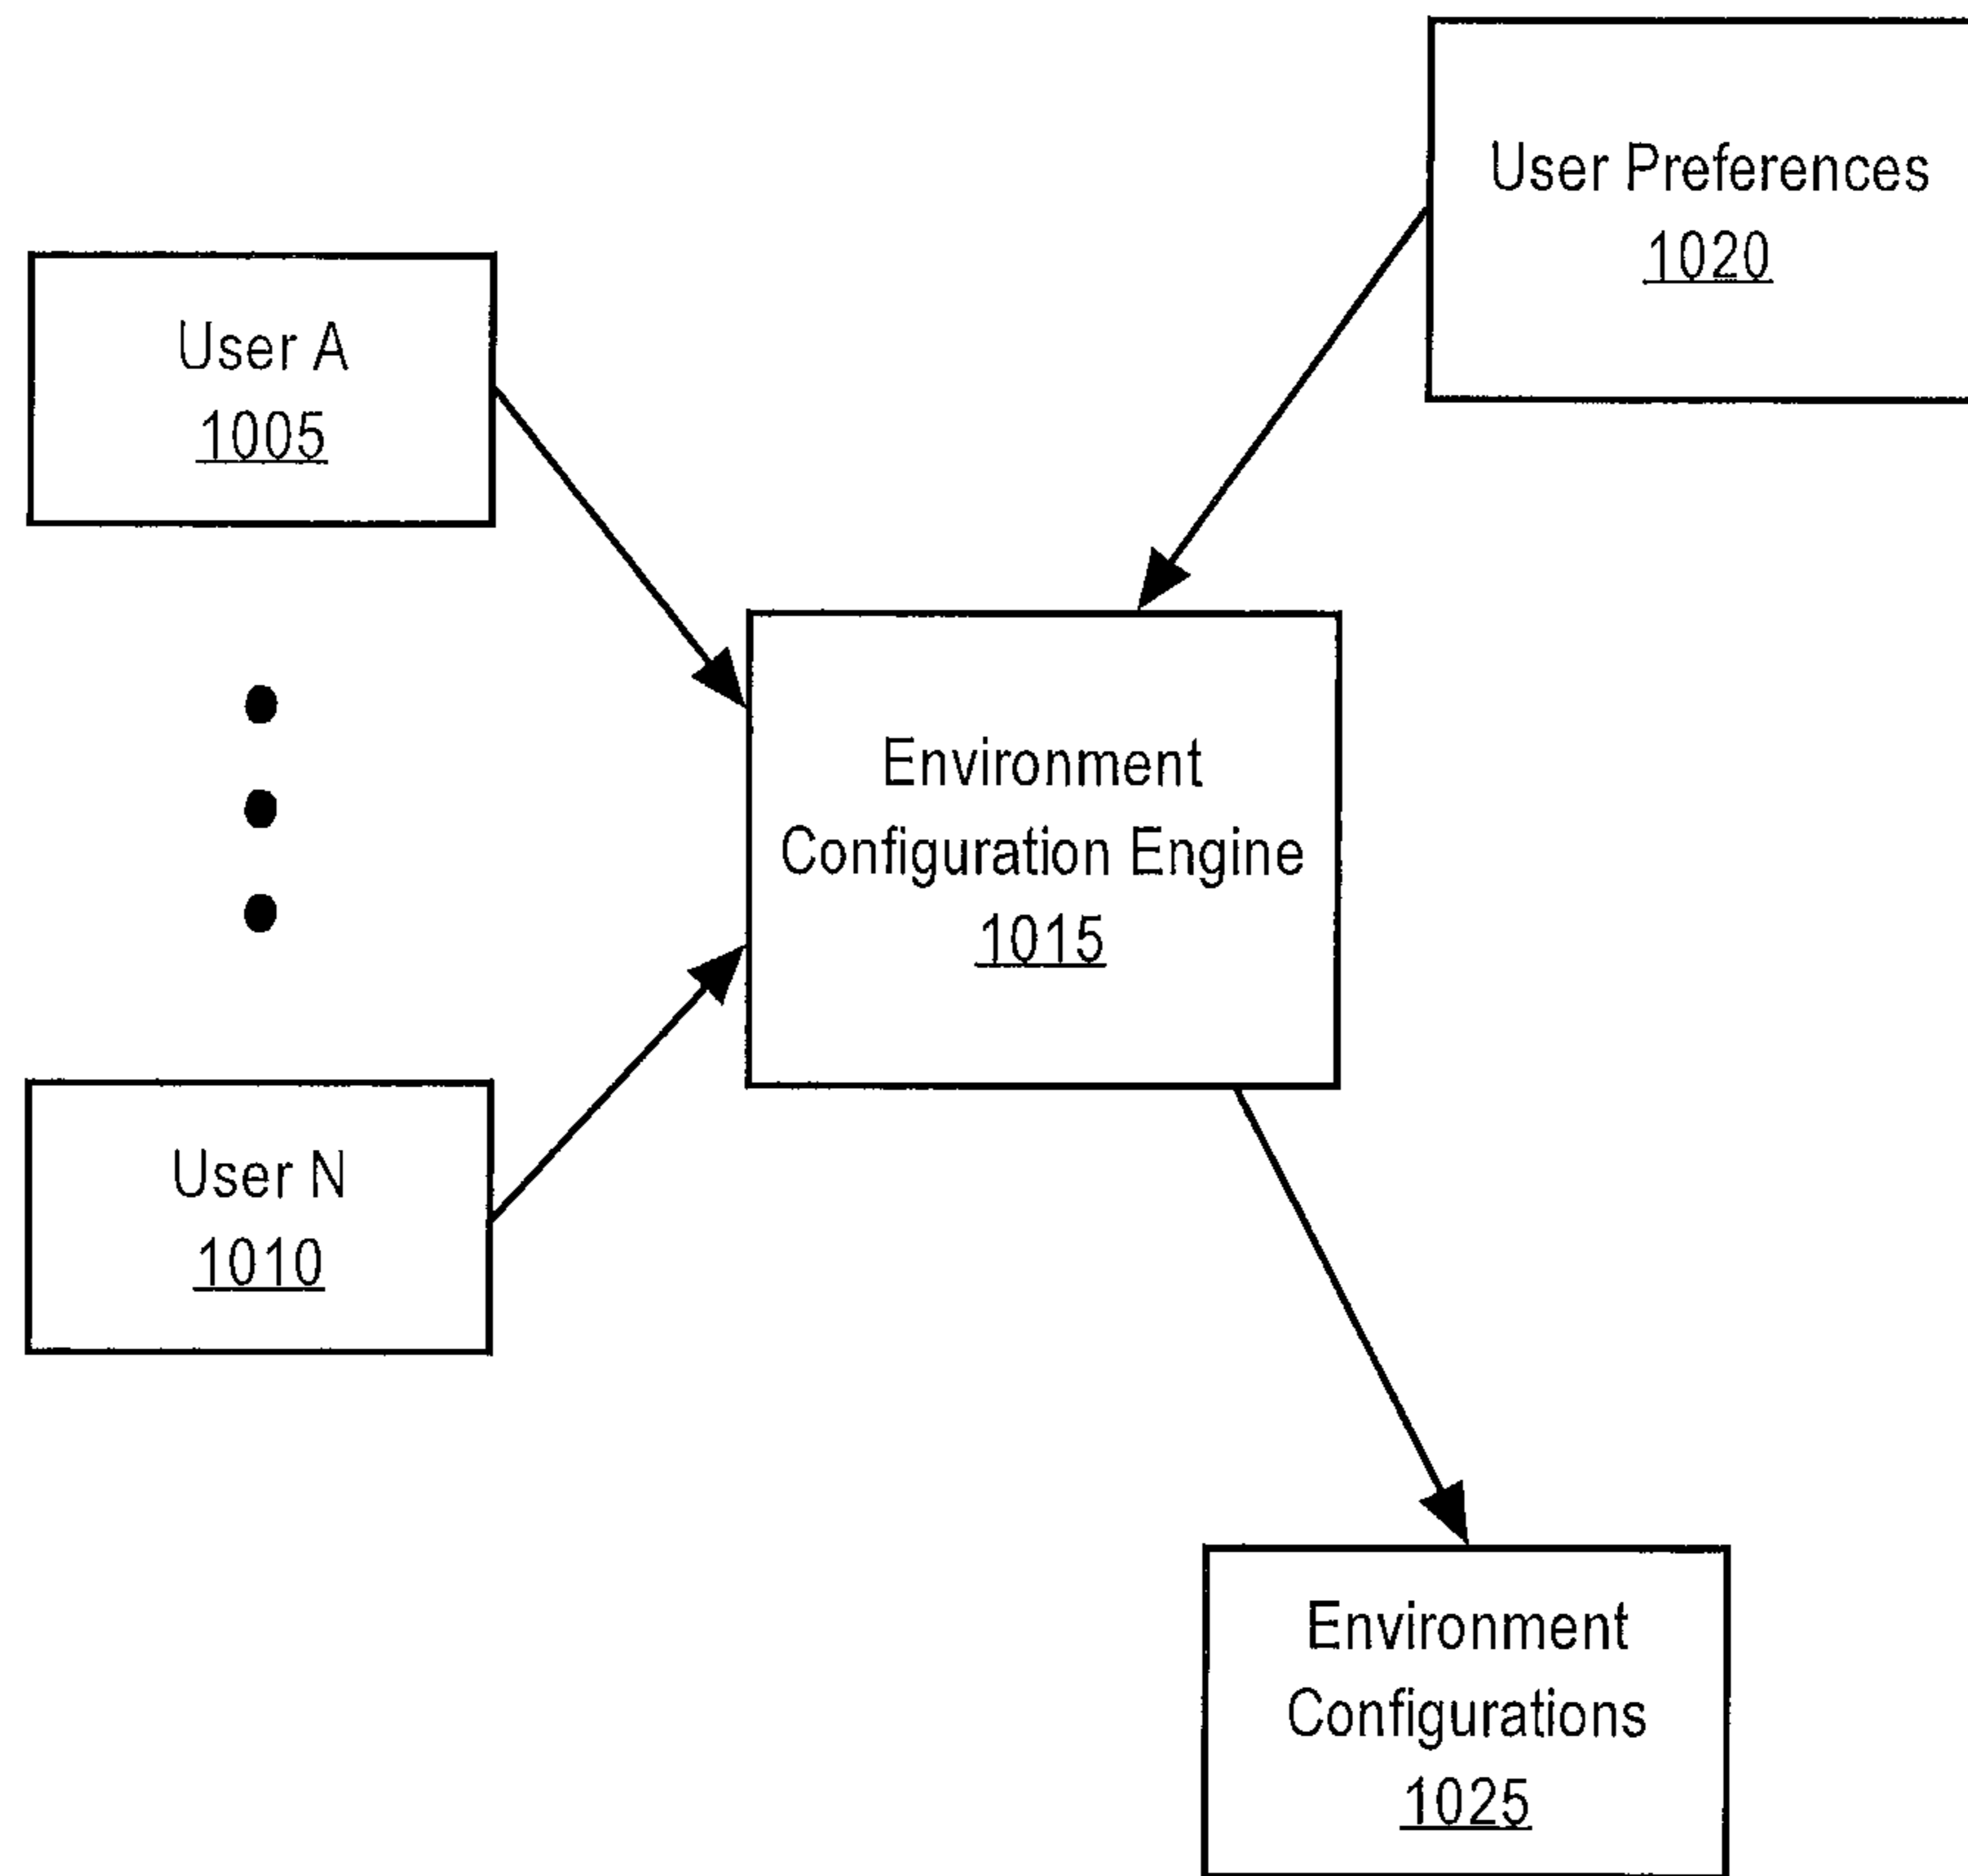 User Preferences
1020
User A
1005
Environment
Configuration Engine
1015
User N
1010
Environment
Configurations
1025